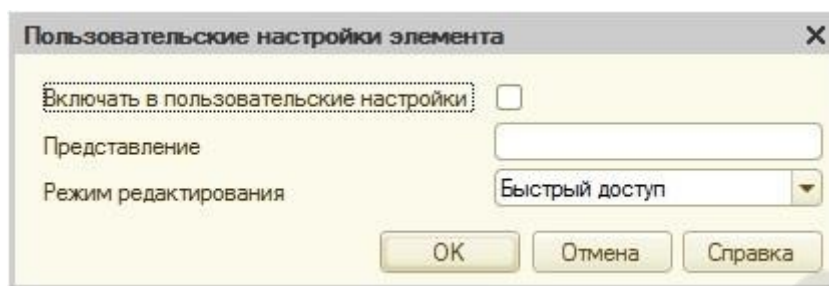 Пользовательские настройки элемента
Включать в пользовательские настройки
Представление
Режим редактирования Быстрый доступ
ОК Отмена Справка